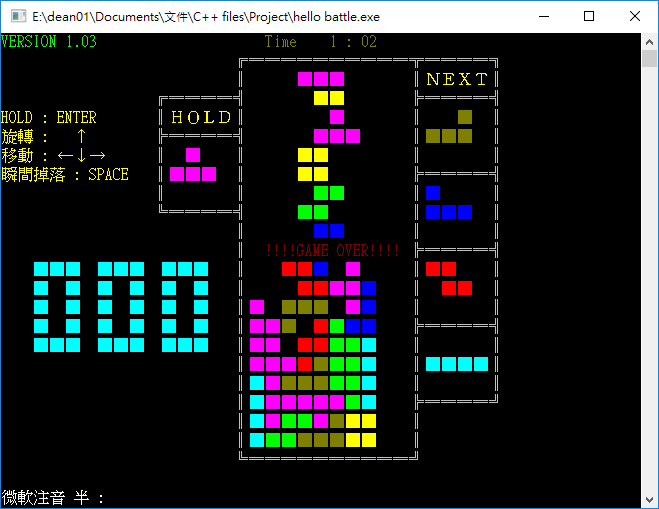 E:\dean01\Documents\文件\C++ files\Project\hello battle.exe
VERSION 1.03
Time 1 : 02
NEXT
HOLD
HOLD : ENTER
旋轉 : ↑
移動 : ←↓→
瞬間掉落 : SPACE
!!!!GAME OVER!!!!
000
微軟注音 半 :